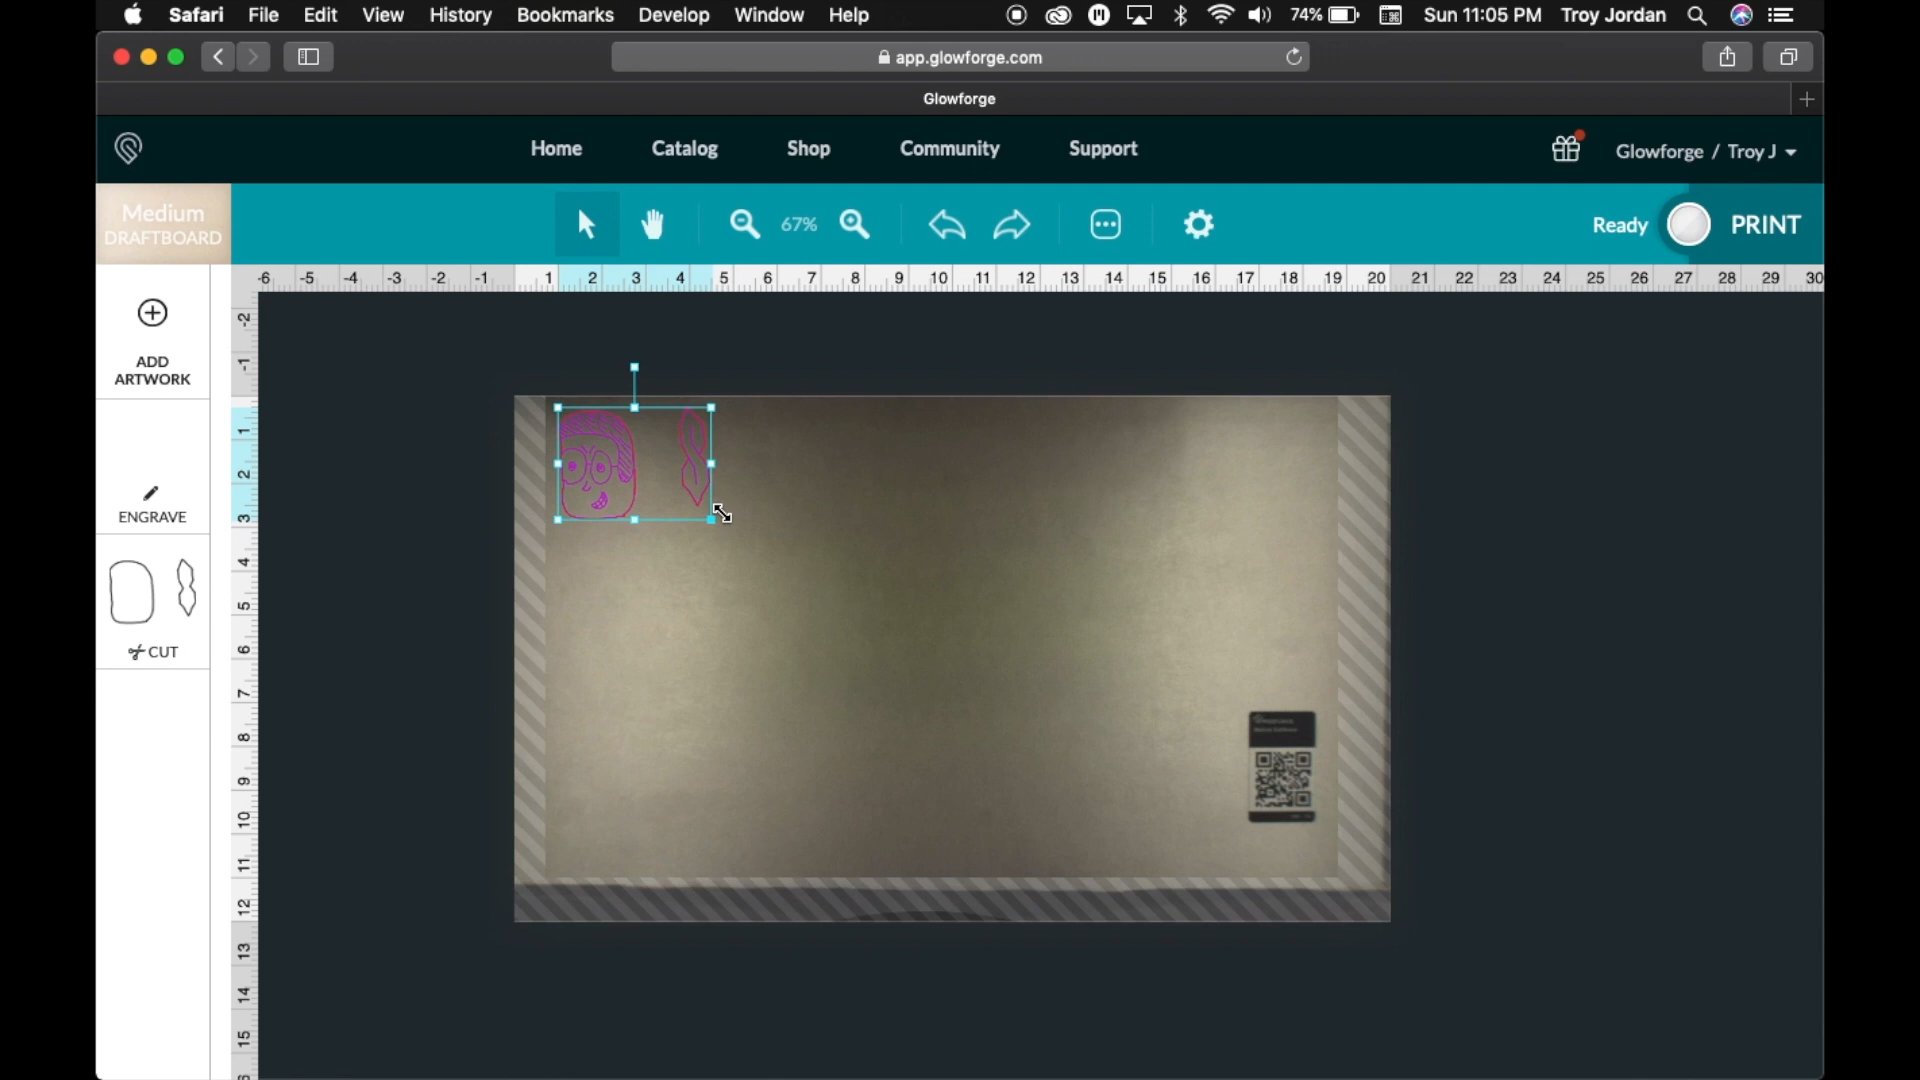 Safari File Edit View History Bookmarks Develop Window Help 74% Sun 11:05 PM Troy Jordan
app.glowforge.com
Glowforge
Home Catalog Shop Community Support Glowforge / Troy J
Medium
DRAFTBOARD
67%
Ready PRINT
-6 -5 -4 -3 -2 -1 1 2 3 4 5 6 7 8 9 10 11 12 13 14 15 16 17 18 19 20 21 22 23 24 25 26 27 28 29 30
-2
-1
1
2
3
4
5
6
7
8
9
10
11
12
13
14
15
ADD
ARTWORK
ENGRAVE
CUT